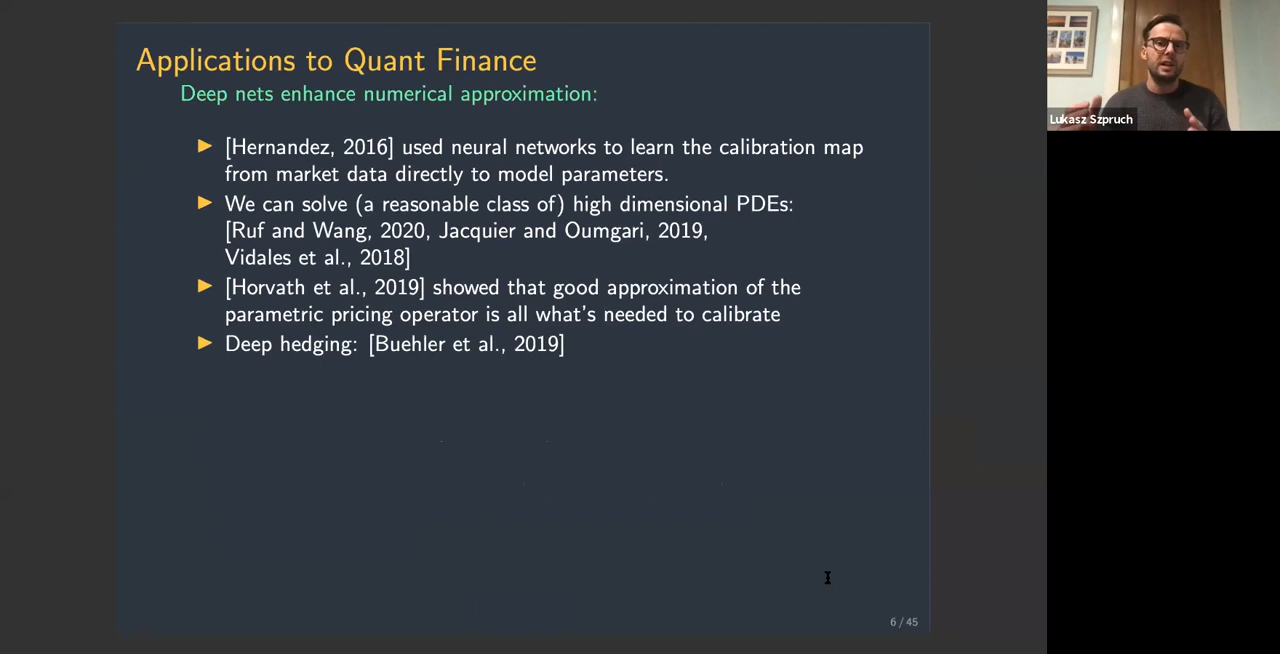 Applications to Quant Finance
Deep nets enhance numerical approximation:
[Hernandez, 2016] used neural networks to learn the calibration map
from market data directly to model parameters.
We can solve (a reasonable class of) high dimensional PDEs:
[Ruf and Wang, 2020, Jacquier and Oumgari, 2019,
Vidales et al., 2018]
[Horvath et al., 2019] showed that good approximation of the
parametric pricing operator is all what's needed to calibrate
Deep hedging: [Buehler et al., 2019]
6 / 45
Lukasz Szpruch